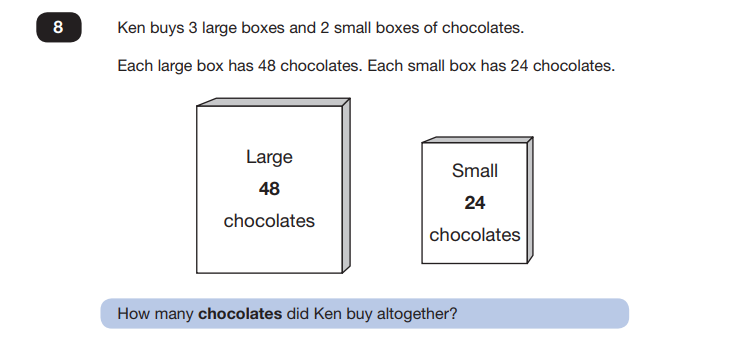 8
Ken buys 3 large boxes and 2 small boxes of chocolates.
Each large box has 48 chocolates. Each small box has 24 chocolates.
Large
48
chocolates
Small
24
chocolates
How many chocolates did Ken buy altogether?